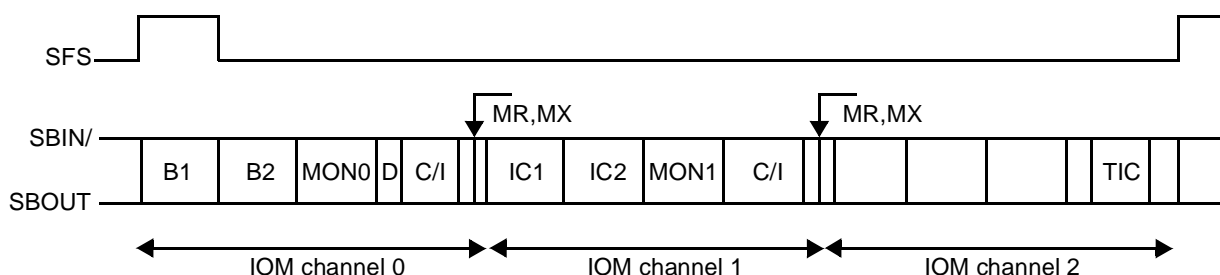 SFS
MR,MX MR,MX
SBIN/
B1 B2 MON0 D C/I IC1 IC2 MON1 C/I TIC
SBOUT
IOM channel 0 IOM channel 1 IOM channel 2